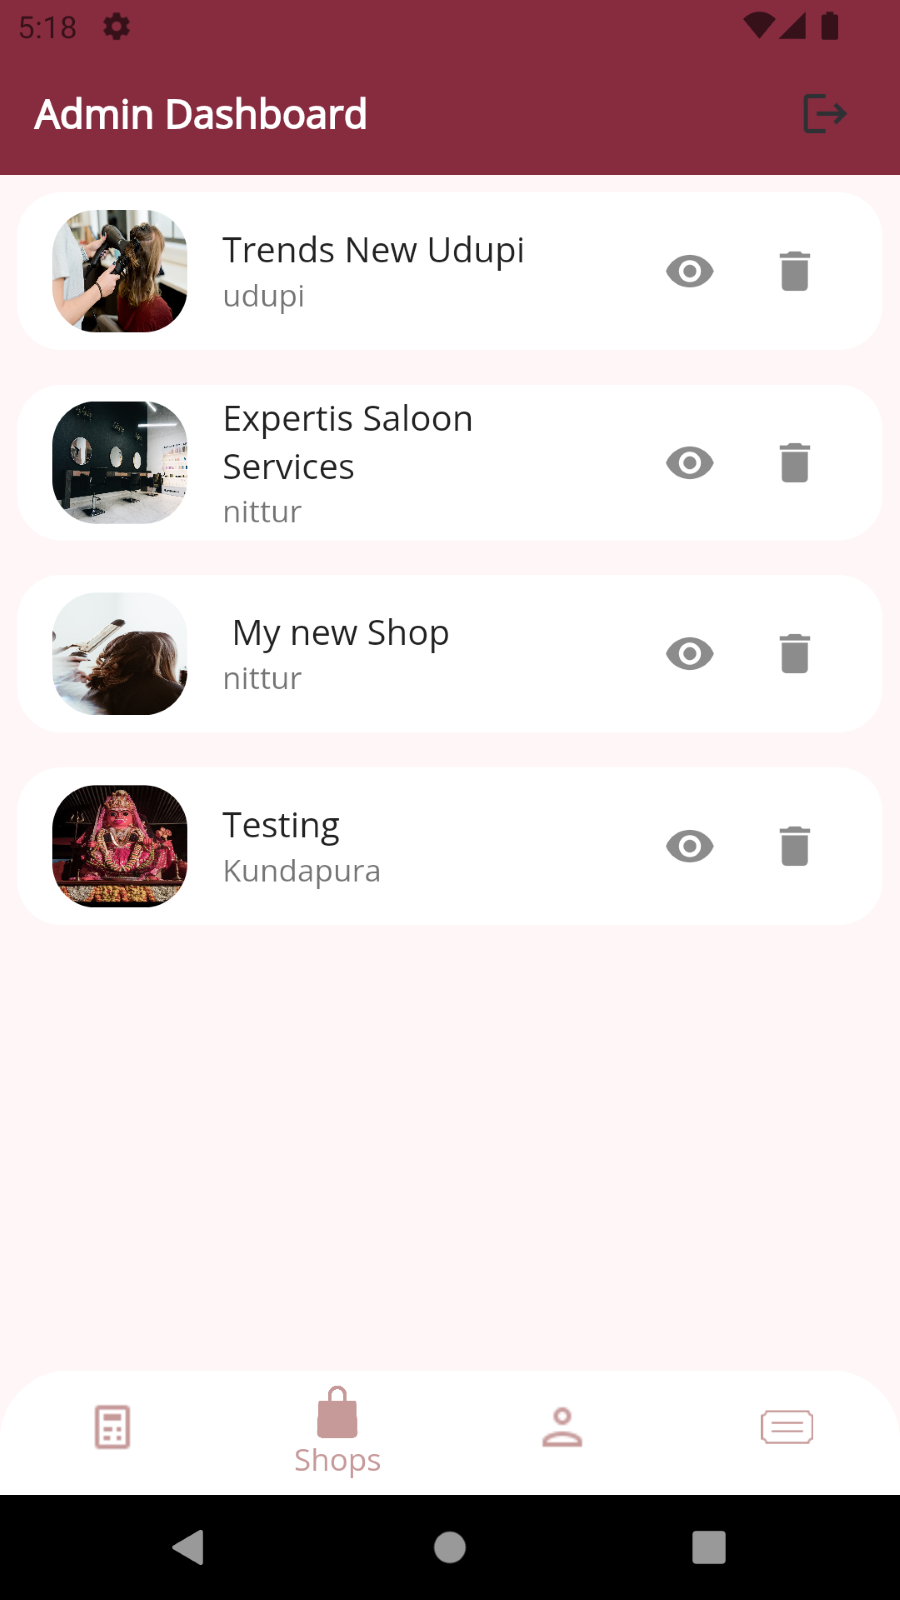 5:18
Admin Dashboard
Trends New Udupi
udupi
Expertis Saloon
Services
nittur
My new Shop
nittur
Testing
Kundapura
Shops